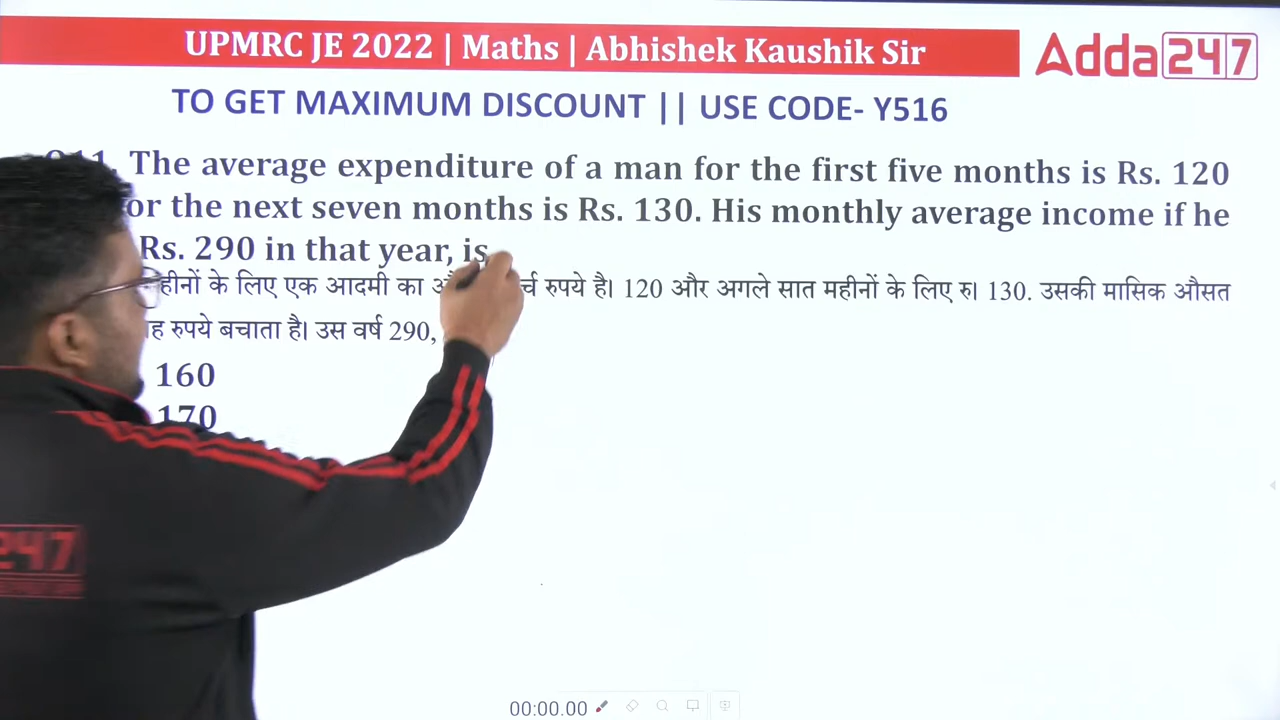 UPMRC JE 2022 | Maths | Abhishek Kaushik Sir
Adda247
TO GET MAXIMUM DISCOUNT || USE CODE- Y516
The average expenditure of a man for the first five months is Rs. 120
or the next seven months is Rs. 130. His monthly average income if he
Rs. 290 in that year, is
के लिए एक आदमी का रुपये है। 120 और अगले सात महीनों के लिए रु। 130. उसकी मासिक औसत
रुपये बचाता है। उस वर्ष 290,
160
170
247
00:00.00